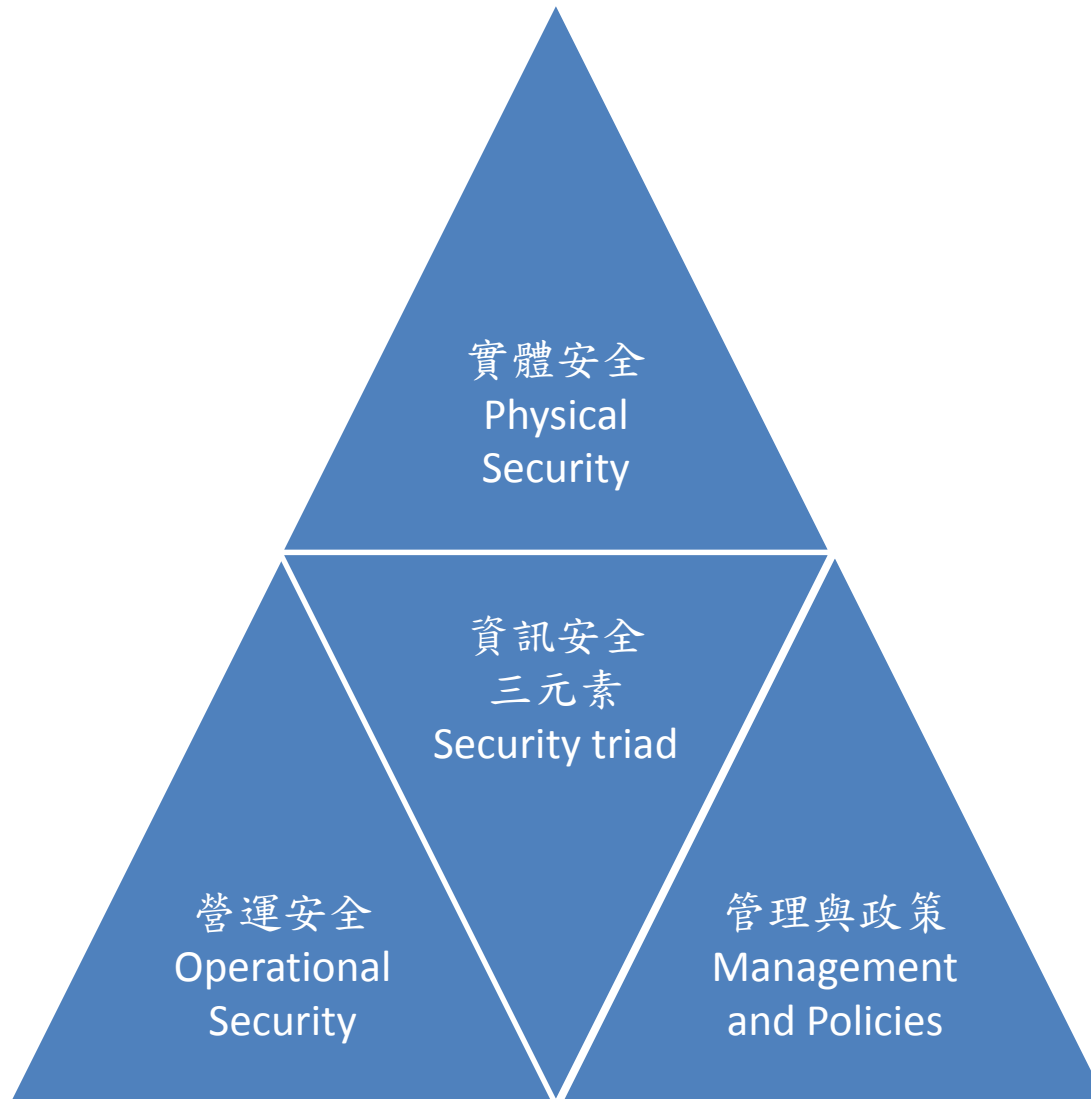 實體安全
Physical
Security
資訊安全
三元素
Security triad
營運安全
Operational
Security
管理與政策
Management
and Policies